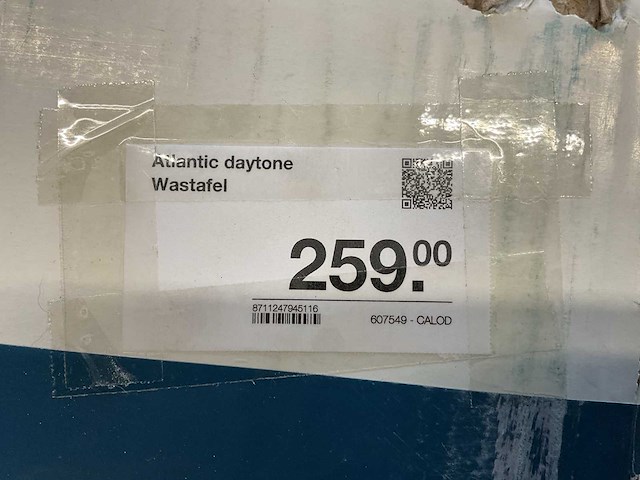 Atlantic daytone
Wastafel
259.00
8711247945116
607549 - CALOD